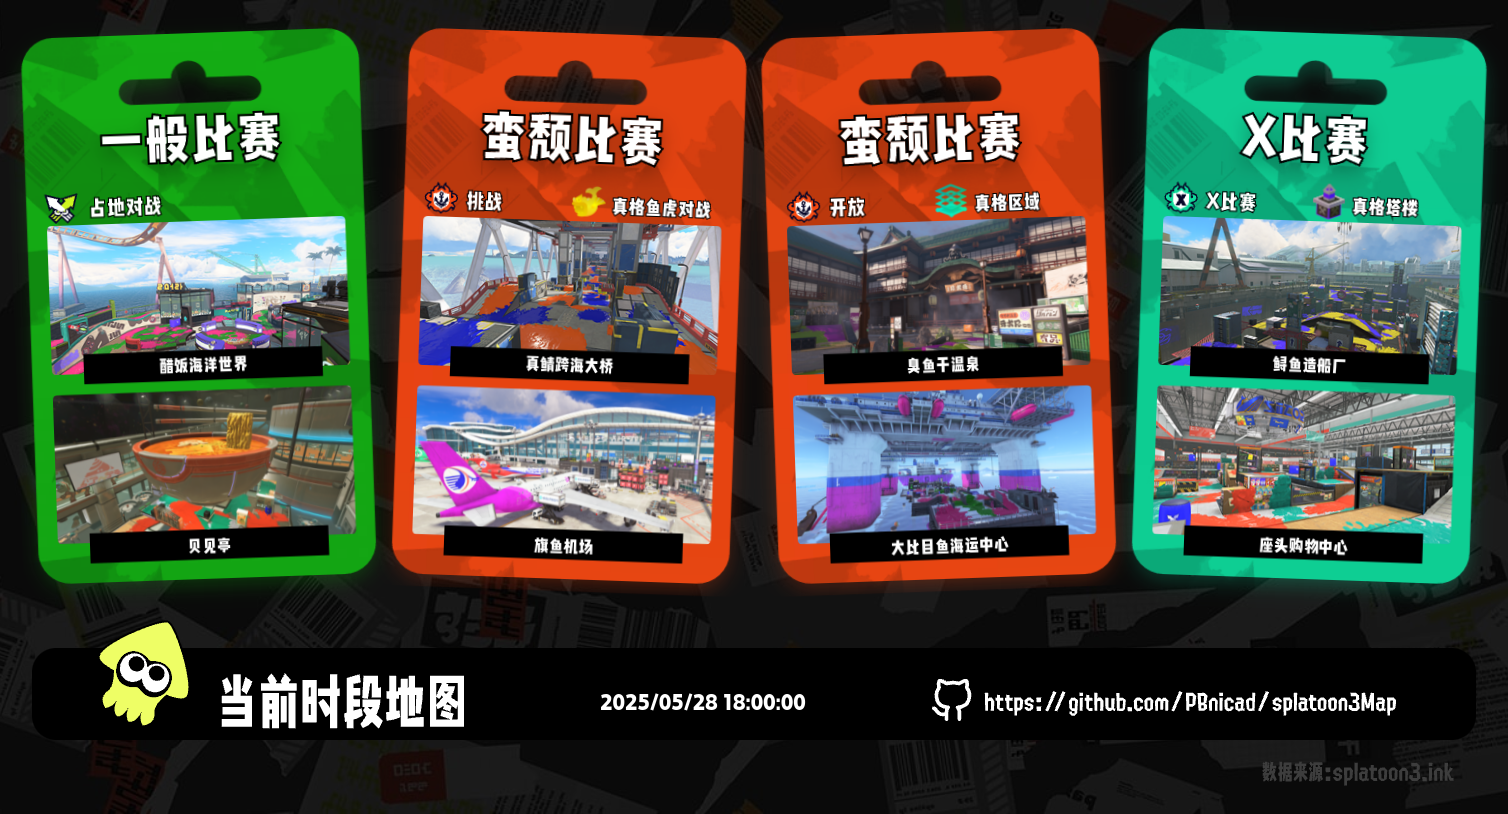 一般比赛
占地对战
醋饭海洋世界
贝见亭
蛮颓比赛
挑战
真格鱼虎对战
真鲭跨海大桥
旗鱼机场
蛮颓比赛
开放
真格区域
臭鱼干温泉
大比目鱼海运中心
X比赛
X比赛
真格塔楼
鲟鱼造船厂
座头购物中心
当前时段地图
2025/05/28 18:00:00
https://github.com/PBnicad/splatoon3Map
数据来源:splatoon3.ink